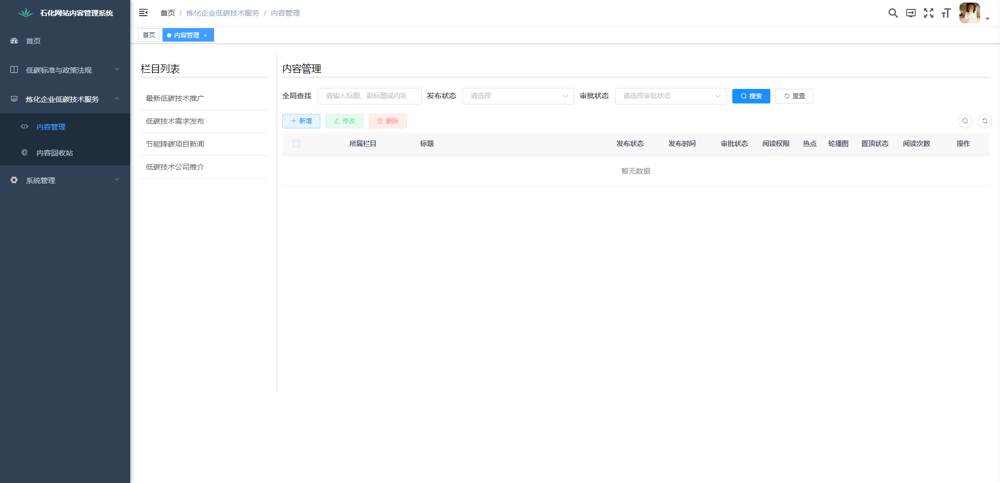 石化网站内容管理系统
首页
低碳标准与政策法规
炼化企业低碳技术服务
内容管理
内容回收站
系统管理
首页 / 炼化企业低碳技术服务 / 内容管理
首页
内容管理 ×
栏目列表
最新低碳技术推广
低碳技术需求发布
节能降碳项目新闻
低碳技术公司推介
内容管理
全局查找 请输入标题、副标题或内容 发布状态 请选择 审批状态 请选择审批状态 搜索 重置
新增 修改 删除
所属栏目 标题 发布状态 发布时间 审批状态 阅读权限 热点 轮播图 置顶状态 阅读次数 操作
暂无数据